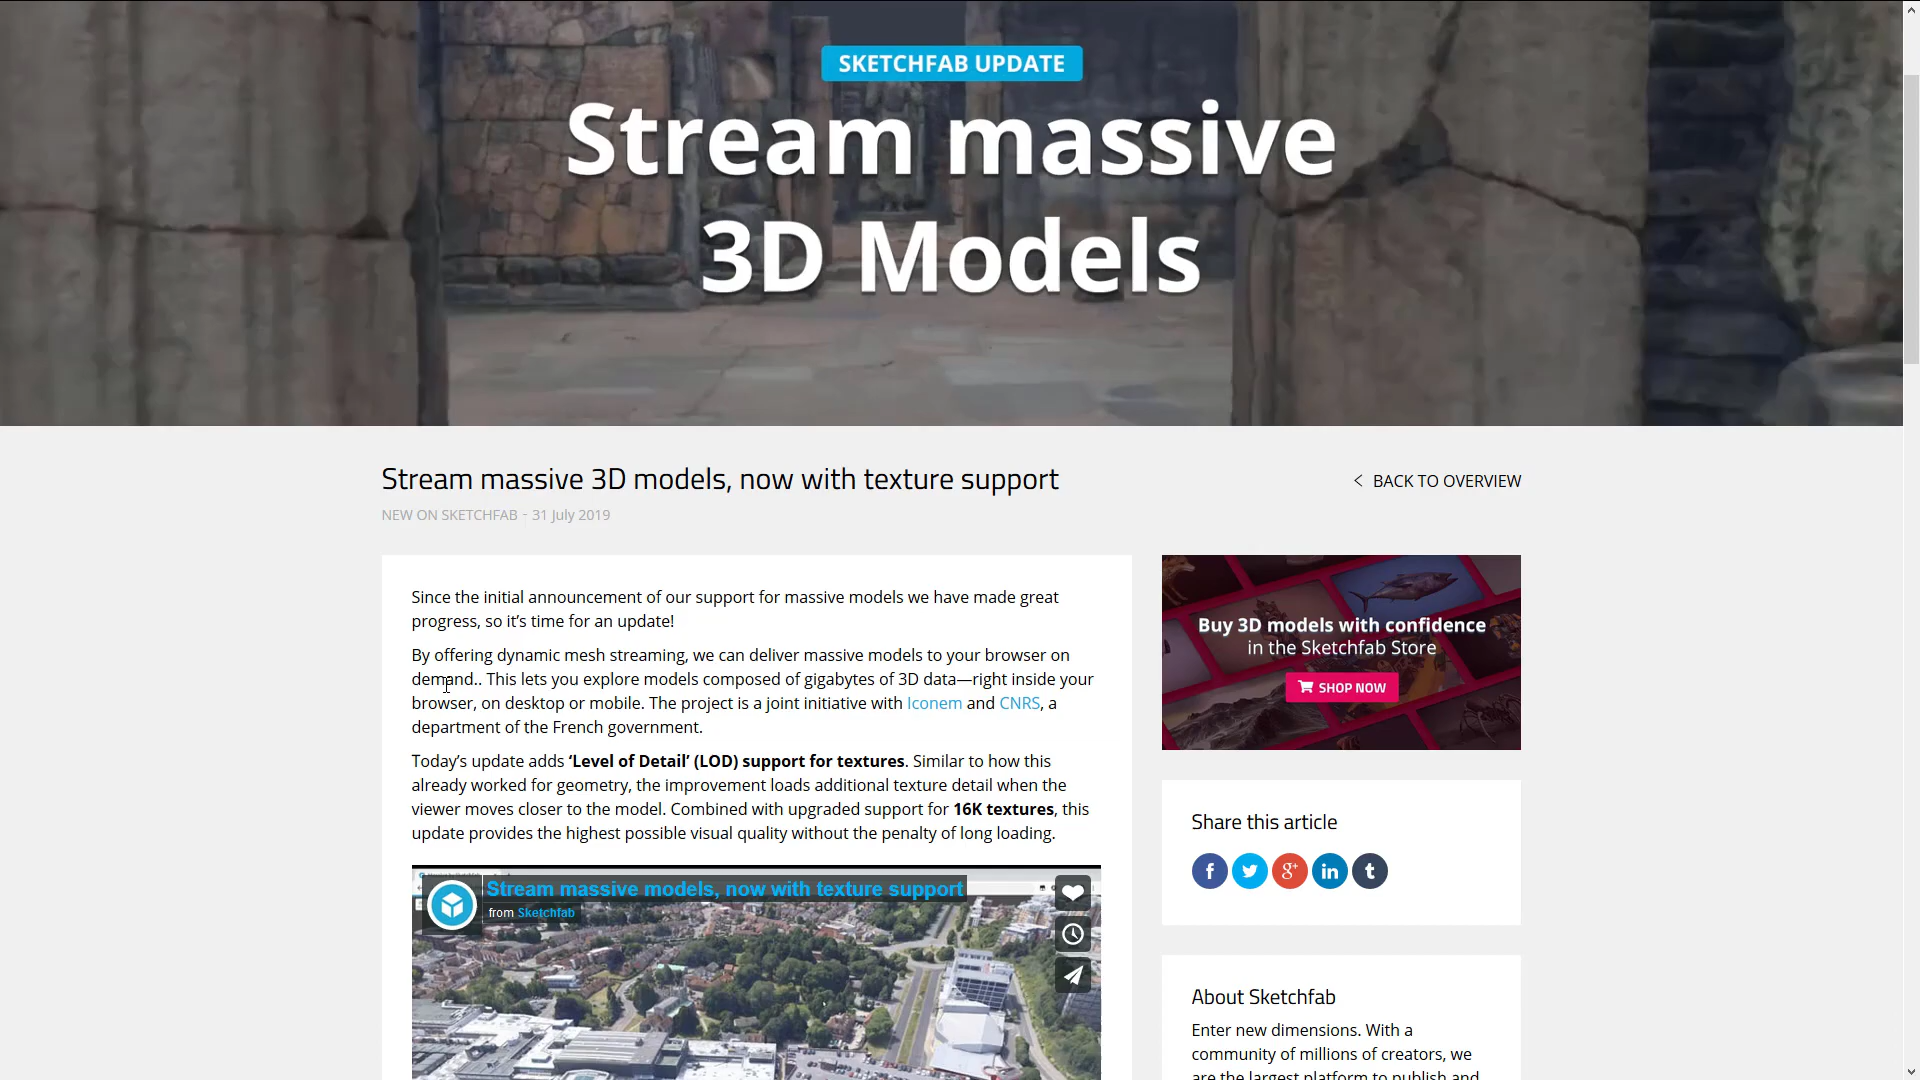 SKETCHFAB UPDATE
Stream massive
3D Models
Stream massive 3D models, now with texture support
BACK TO OVERVIEW
NEW ON SKETCHFAB - 31 July 2019
Since the initial announcement of our support for massive models we have made great
progress, so it’s time for an update!
By offering dynamic mesh streaming, we can deliver massive models to your browser on
demand.. This lets you explore models composed of gigabytes of 3D data—right inside your
browser, on desktop or mobile. The project is a joint initiative with Iconem and CNRS, a
department of the French government.
Today’s update adds ‘Level of Detail’ (LOD) support for textures. Similar to how this
already worked for geometry, the improvement loads additional texture detail when the
viewer moves closer to the model. Combined with upgraded support for 16K textures, this
update provides the highest possible visual quality without the penalty of long loading.
Stream massive models, now with texture support
from Sketchfab
Buy 3D models with confidence
in the Sketchfab Store
SHOP NOW
Share this article
f
g+
in
t
About Sketchfab
Enter new dimensions. With a
community of millions of creators, we
are the largest platform to publish and